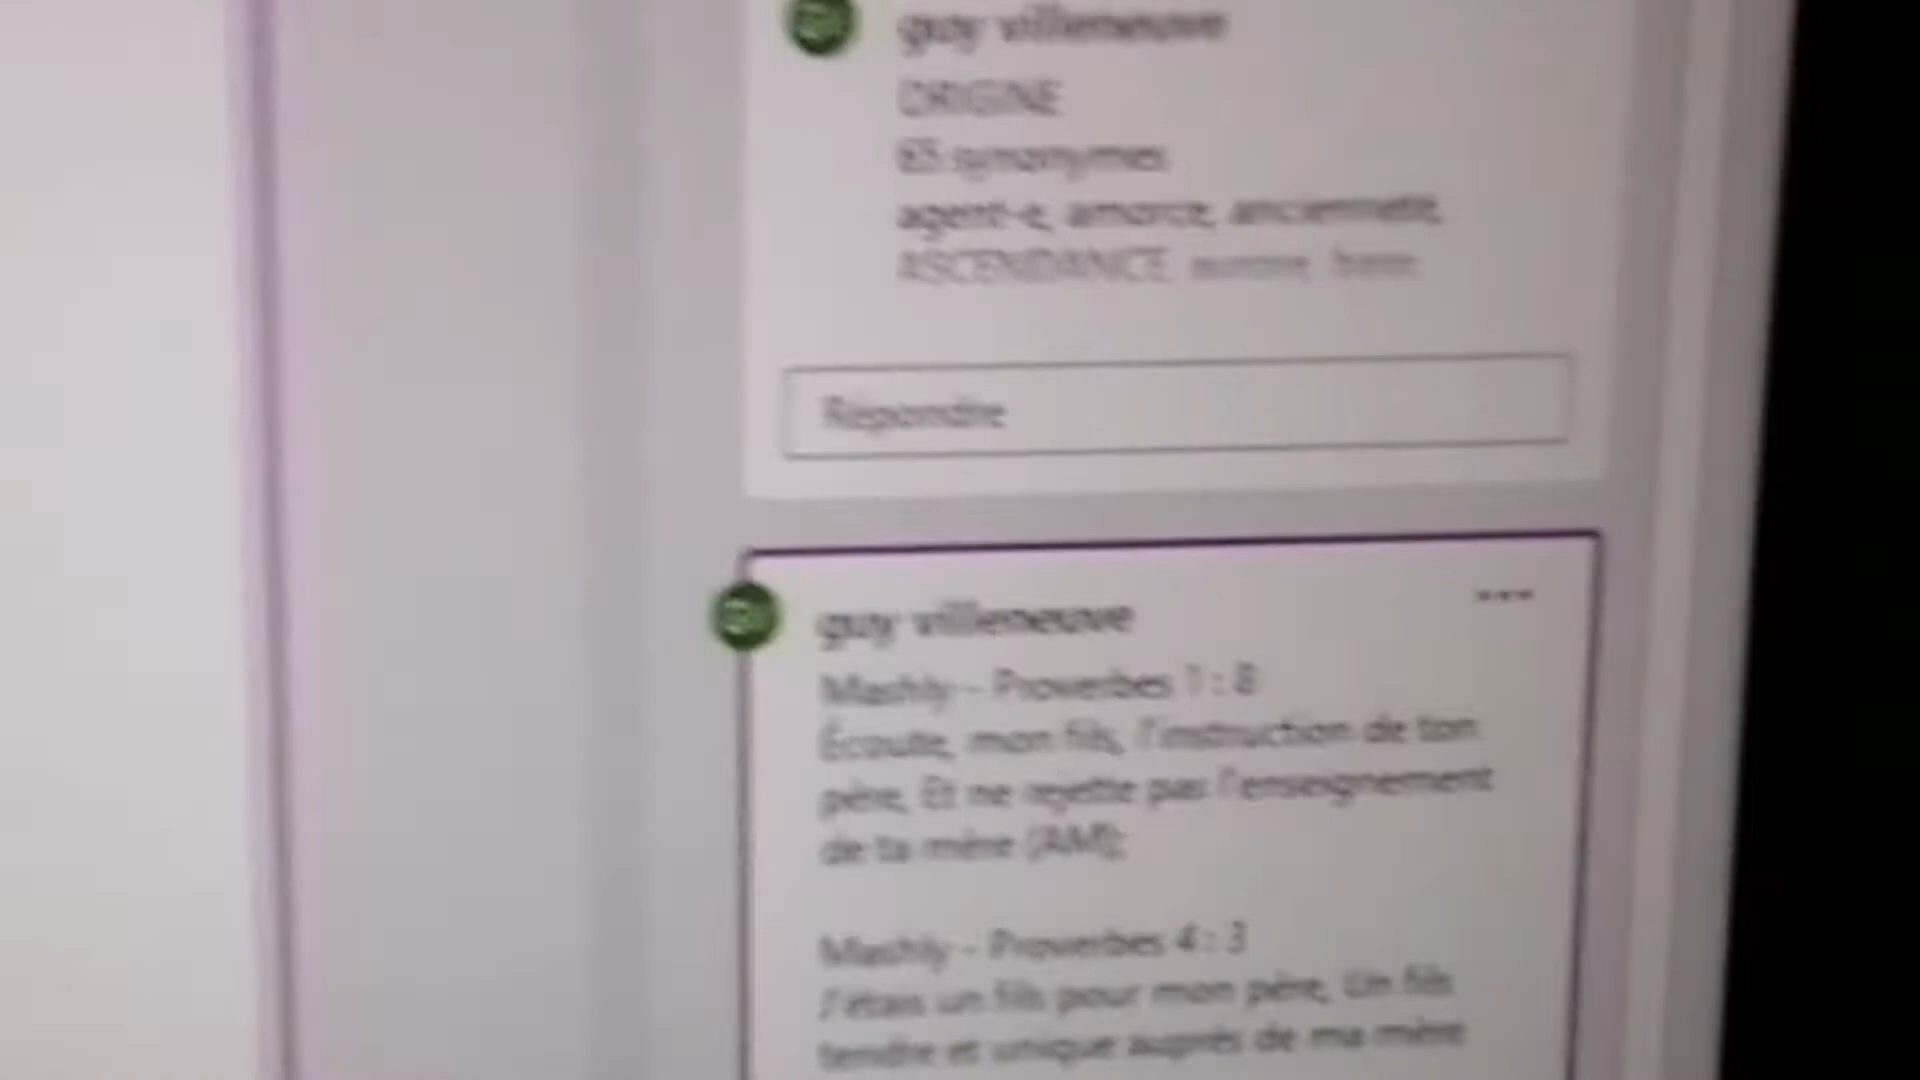 guy villeneuve
ORIGINE
65 synonymes
agent-e, amorce, ancienneté,
ASCENDANCE, aurore, base,
Répondre
guy villeneuve
Mashly - Proverbes 1 : 8
Écoute, mon fils, l'instruction de ton
père, Et ne rejette pas l'enseignement
de ta mère (AM);
Mashly - Proverbes 4 : 3
J'étais un fils pour mon père, Un fils
tendre et unique auprès de ma mère